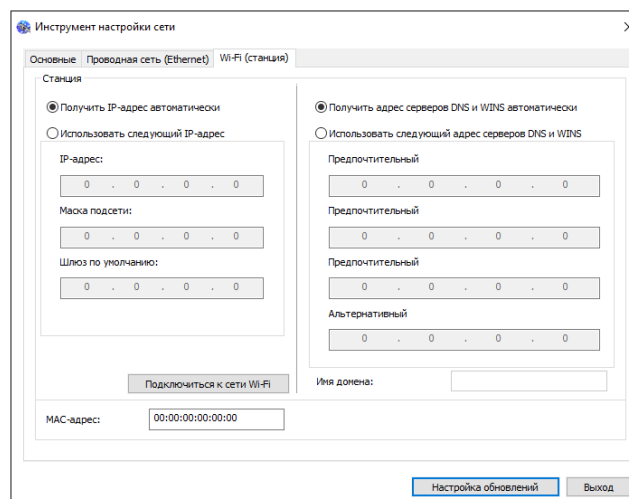 Инструмент настройки сети
Основные Проводная сеть (Ethernet) Wi-Fi (станция)
Станция
Получить IP-адрес автоматически
Использовать следующий IP-адрес
IP-адрес:
0 . 0 . 0 . 0
Маска подсети:
0 . 0 . 0 . 0
Шлюз по умолчанию:
0 . 0 . 0 . 0
Подключиться к сети Wi-Fi
Получить адрес серверов DNS и WINS автоматически
Использовать следующий адрес серверов DNS и WINS
Предпочтительный
0 . 0 . 0 . 0
Предпочтительный
0 . 0 . 0 . 0
Предпочтительный
0 . 0 . 0 . 0
Альтернативный
0 . 0 . 0 . 0
Имя домена:
MAC-адрес: 00:00:00:00:00:00
Настройка обновлений Выход